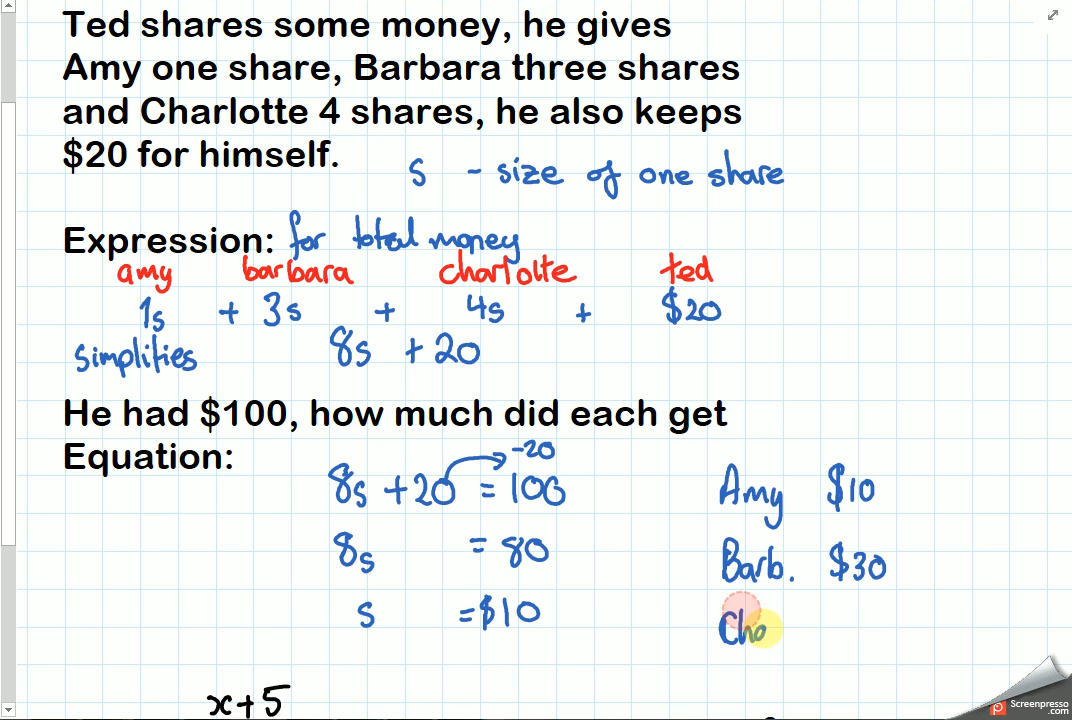 Ted shares some money, he gives
Amy one share, Barbara three shares
and Charlotte 4 shares, he also keeps
$20 for himself.
s - size of one share
Expression: for total money
amy barbara charlotte ted
1s + 3s + 4s + $20
simplifies 8s + 20
He had $100, how much did each get
Equation:
-20
8s + 20 = 100
8s = 80
s = $10
Amy $10
Barb. $30
Cha
x + 5
Screenpresso
.com